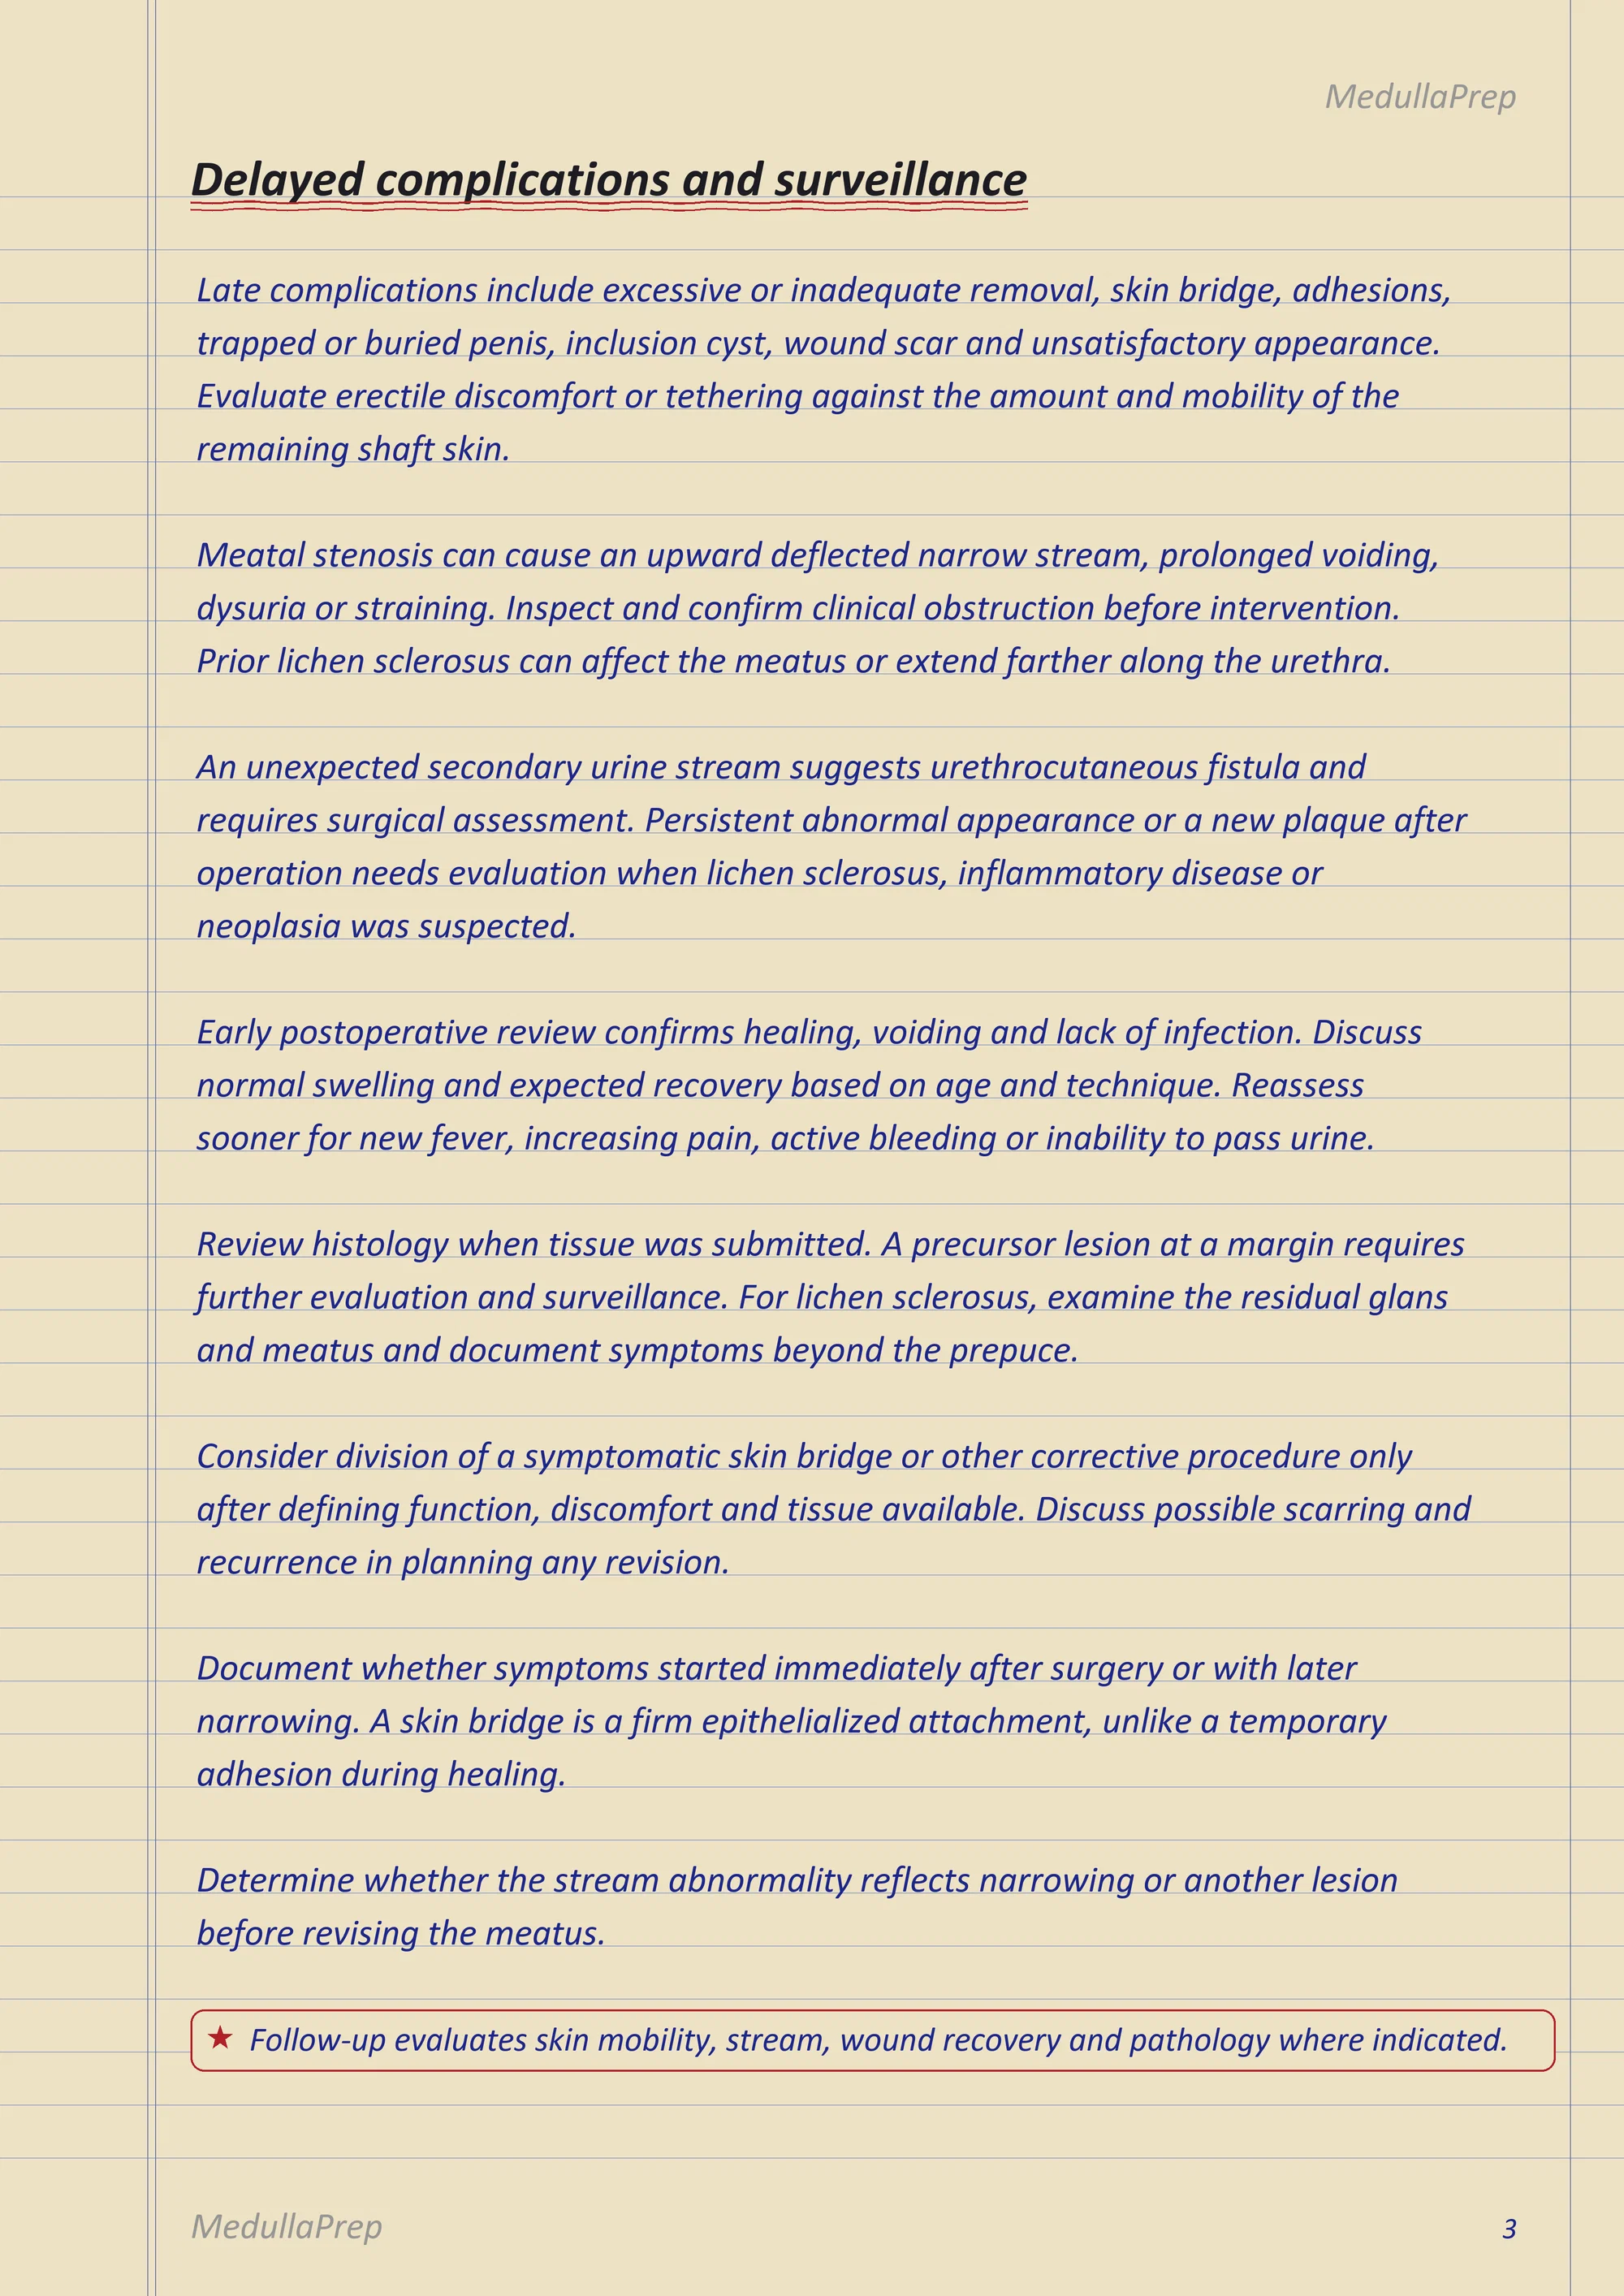 MedullaPrep
Delayed complications and surveillance
Late complications include excessive or inadequate removal, skin bridge, adhesions,
trapped or buried penis, inclusion cyst, wound scar and unsatisfactory appearance.
Evaluate erectile discomfort or tethering against the amount and mobility of the
remaining shaft skin.
Meatal stenosis can cause an upward deflected narrow stream, prolonged voiding,
dysuria or straining. Inspect and confirm clinical obstruction before intervention.
Prior lichen sclerosus can affect the meatus or extend farther along the urethra.
An unexpected secondary urine stream suggests urethrocutaneous fistula and
requires surgical assessment. Persistent abnormal appearance or a new plaque after
operation needs evaluation when lichen sclerosus, inflammatory disease or
neoplasia was suspected.
Early postoperative review confirms healing, voiding and lack of infection. Discuss
normal swelling and expected recovery based on age and technique. Reassess
sooner for new fever, increasing pain, active bleeding or inability to pass urine.
Review histology when tissue was submitted. A precursor lesion at a margin requires
further evaluation and surveillance. For lichen sclerosus, examine the residual glans
and meatus and document symptoms beyond the prepuce.
Consider division of a symptomatic skin bridge or other corrective procedure only
after defining function, discomfort and tissue available. Discuss possible scarring and
recurrence in planning any revision.
Document whether symptoms started immediately after surgery or with later
narrowing. A skin bridge is a firm epithelialized attachment, unlike a temporary
adhesion during healing.
Determine whether the stream abnormality reflects narrowing or another lesion
before revising the meatus.
★ Follow-up evaluates skin mobility, stream, wound recovery and pathology where indicated.
MedullaPrep
3